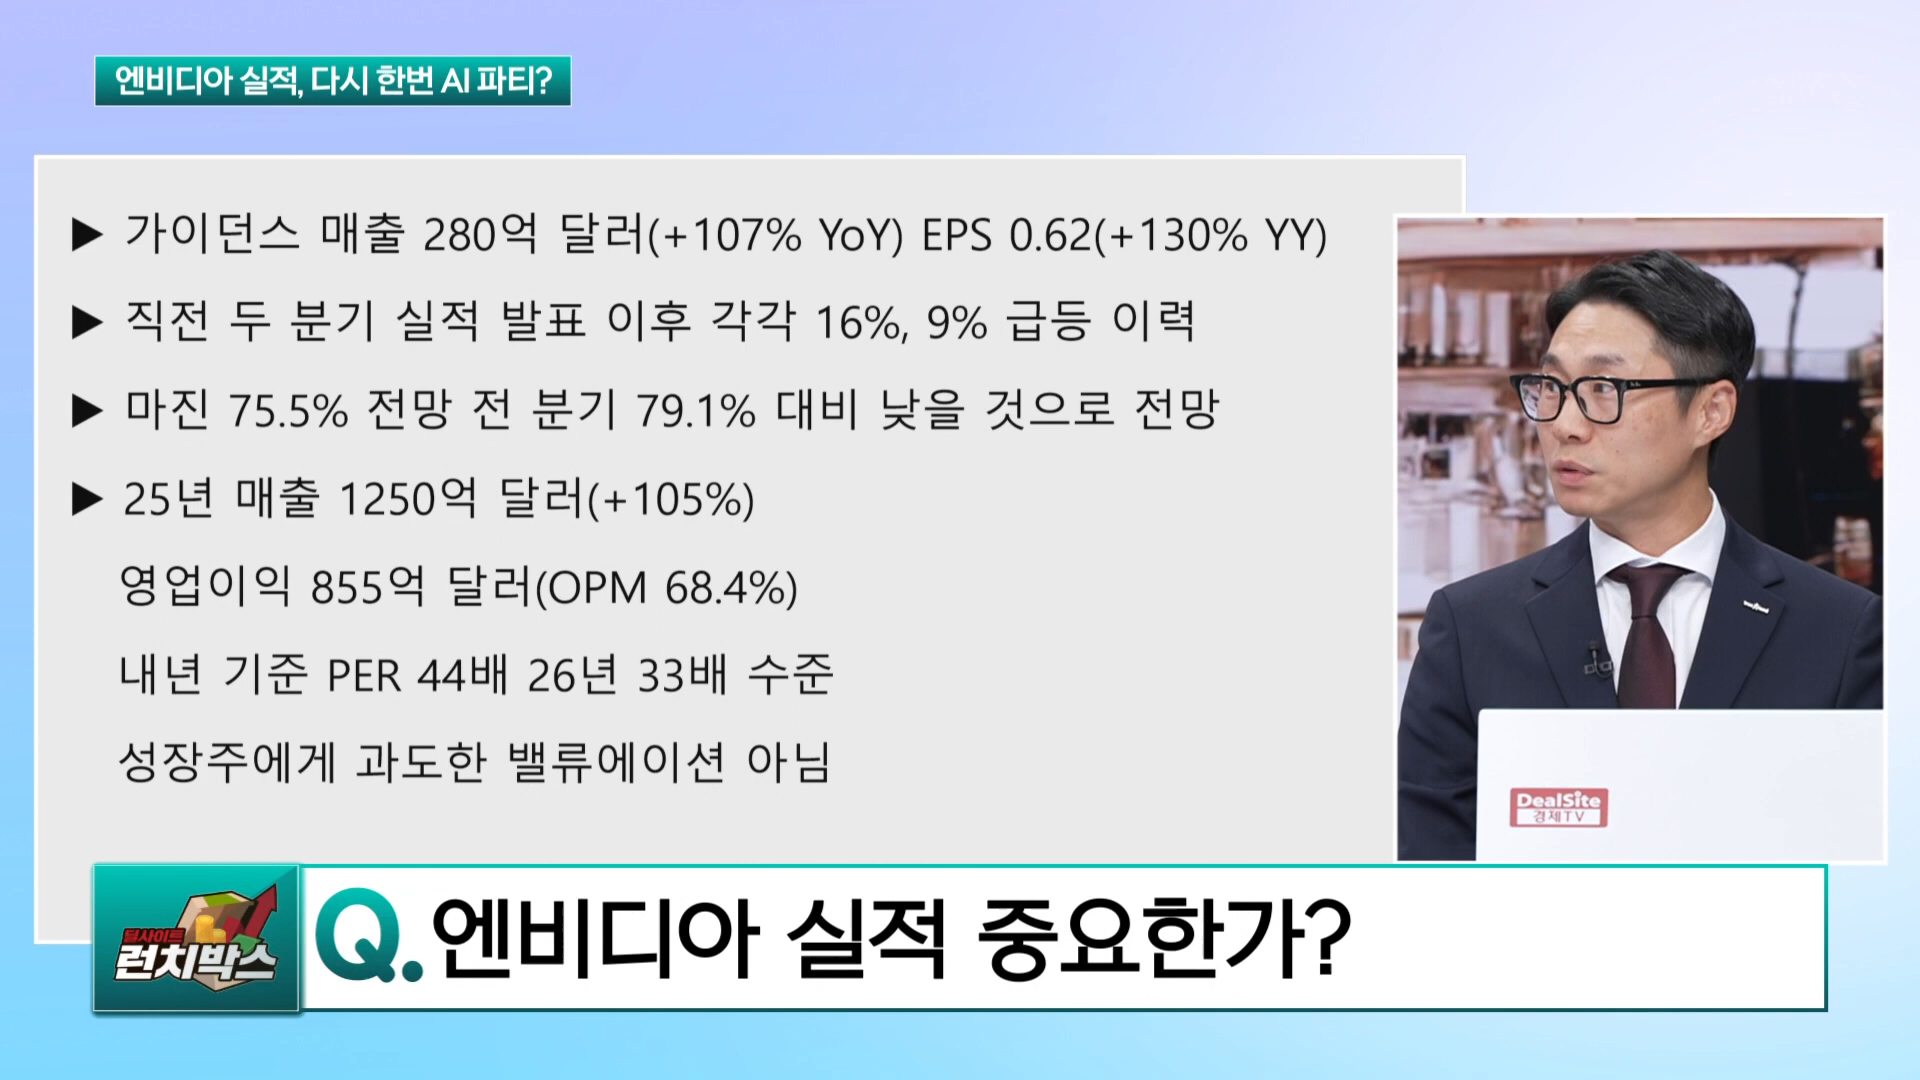 엔비디아 실적, 다시 한번 AI 파티?
▶ 가이던스 매출 280억 달러(+107% YoY) EPS 0.62(+130% YY)
▶ 직전 두 분기 실적 발표 이후 각각 16%, 9% 급등 이력
▶ 마진 75.5% 전망 전 분기 79.1% 대비 낮을 것으로 전망
▶ 25년 매출 1250억 달러(+105%)
영업이익 855억 달러(OPM 68.4%)
내년 기준 PER 44배 26년 33배 수준
성장주에게 과도한 밸류에이션 아님
DealSite
경제TV
딜사이트
런치박스
Q. 엔비디아 실적 중요한가?